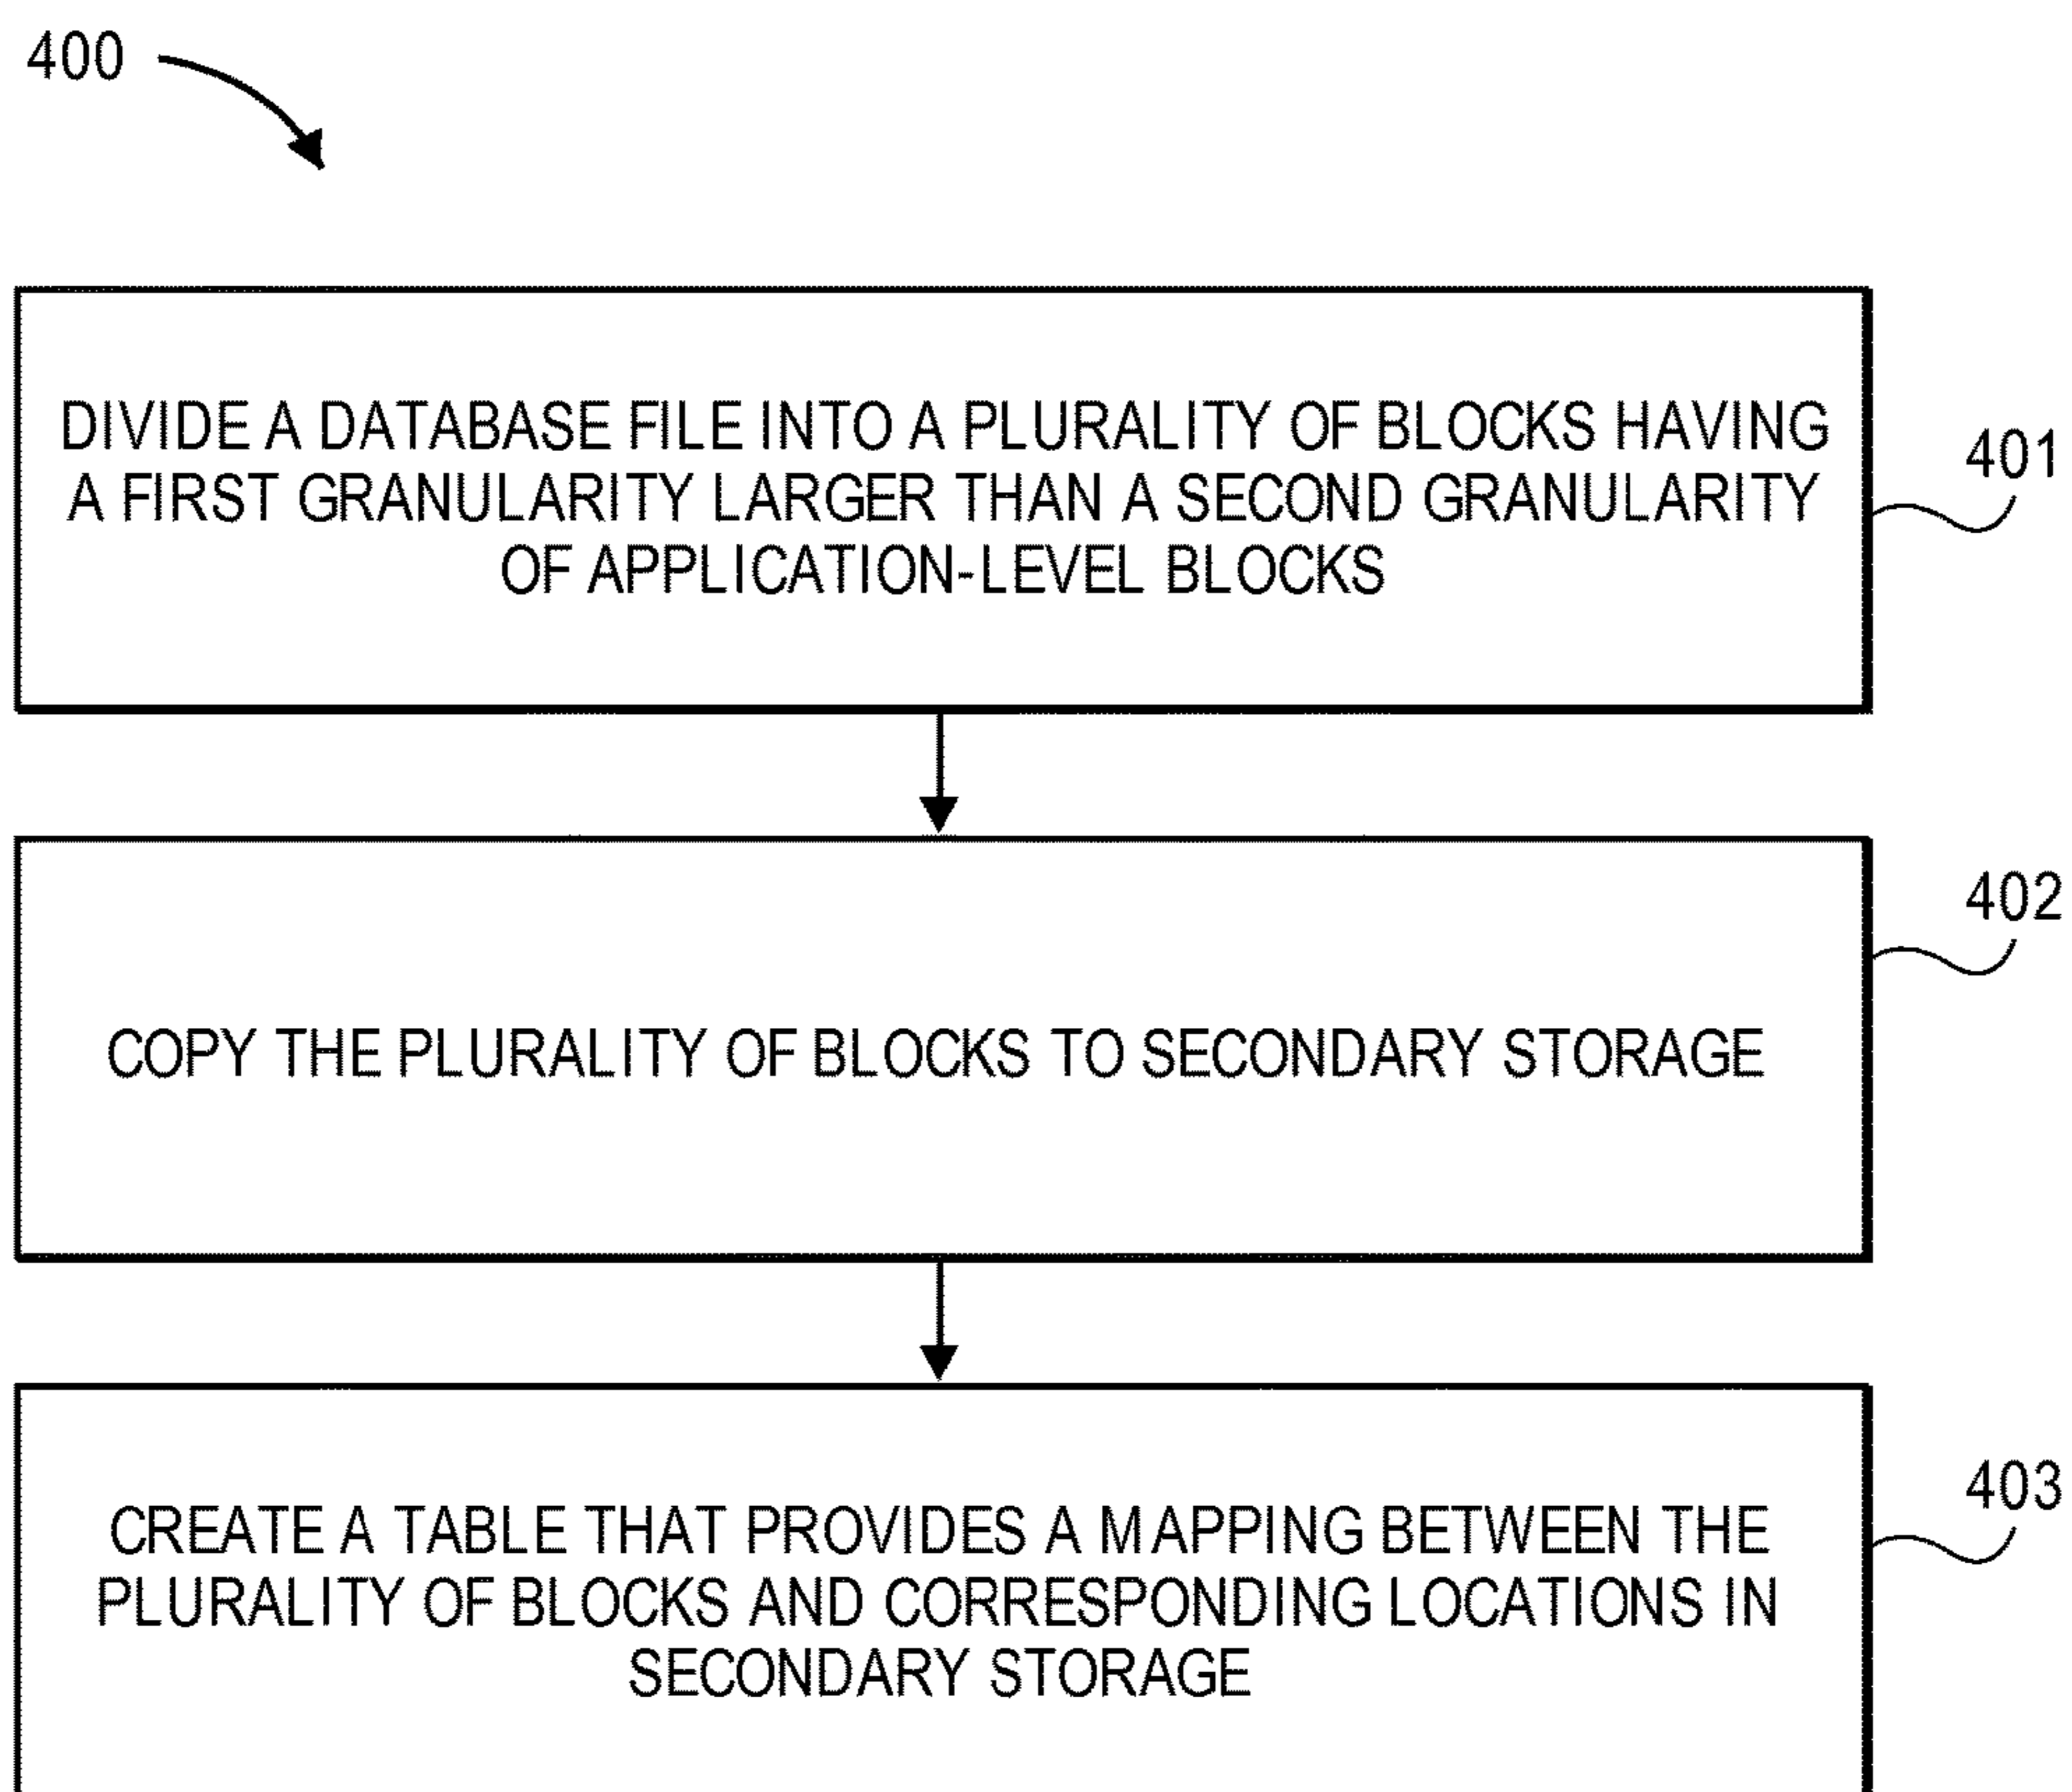 400
DIVIDE A DATABASE FILE INTO A PLURALITY OF BLOCKS HAVING
A FIRST GRANULARITY LARGER THAN A SECOND GRANULARITY
OF APPLICATION-LEVEL BLOCKS
401
COPY THE PLURALITY OF BLOCKS TO SECONDARY STORAGE
402
CREATE A TABLE THAT PROVIDES A MAPPING BETWEEN THE
PLURALITY OF BLOCKS AND CORRESPONDING LOCATIONS IN
SECONDARY STORAGE
403